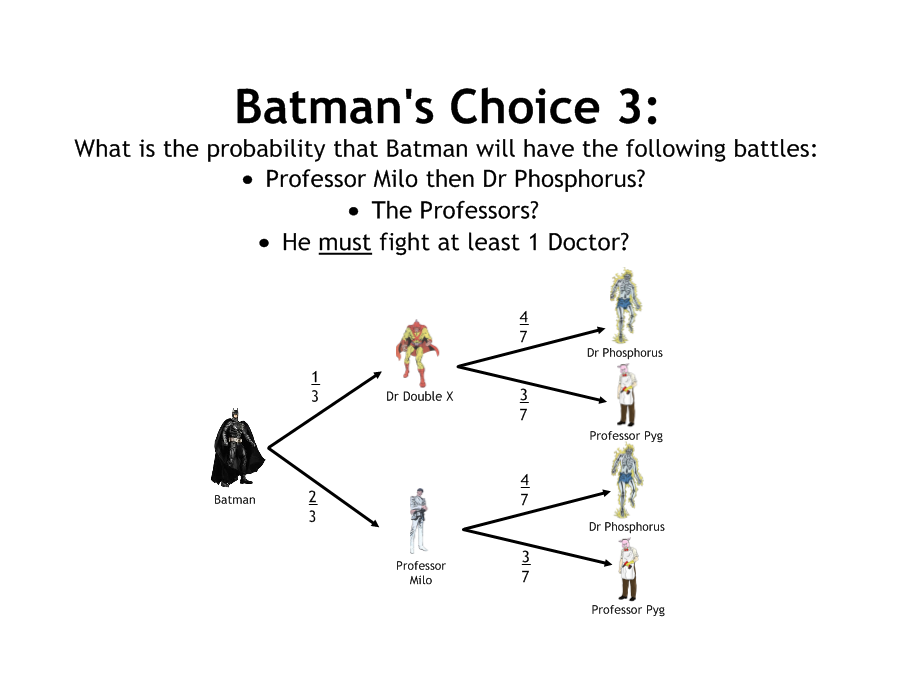 Batman's Choice 3:
What is the probability that Batman will have the following battles:
• Professor Milo then Dr Phosphorus?
• The Professors?
• He must fight at least 1 Doctor?
4
7
Dr Phosphorus
1
3
Dr Double X
3
7
Professor Pyg
Batman
2
3
4
7
Dr Phosphorus
Professor
Milo
3
7
Professor Pyg